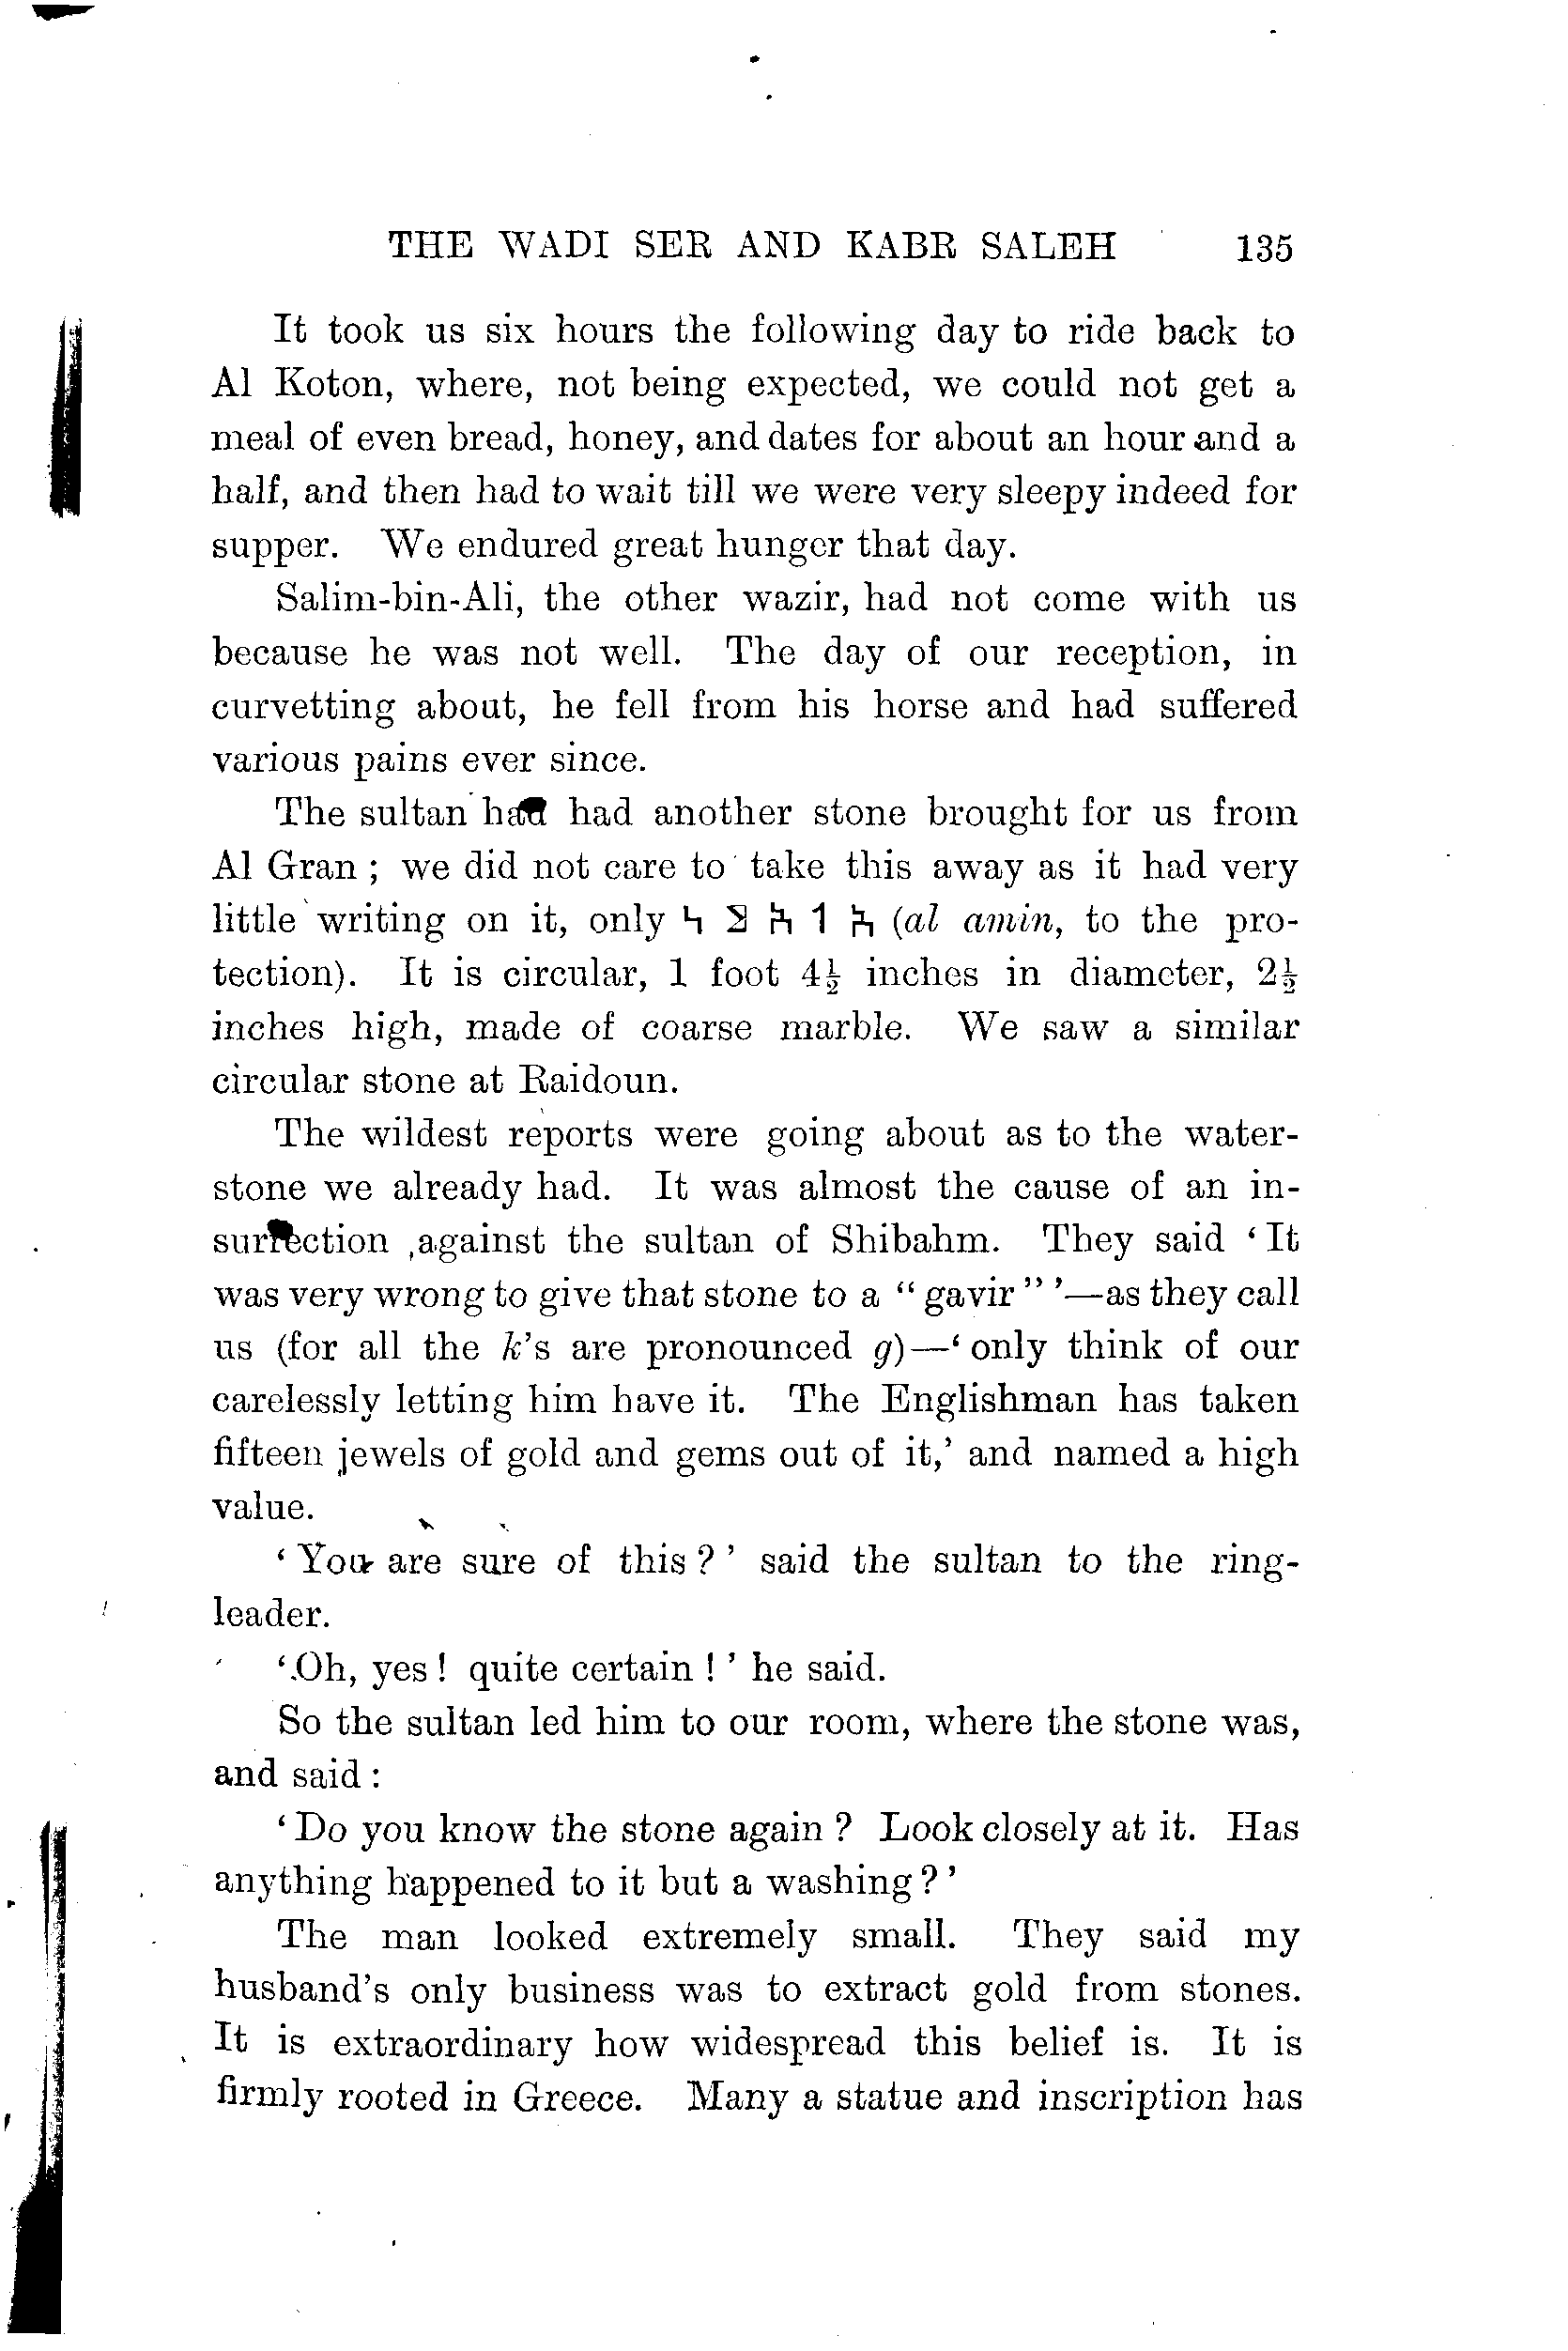 THE WADI SER AND KABR SALEH 135
It took us six hours the following day to ride back to
Al Koton, where, not being expected, we could not get a
meal of even bread, honey, and dates for about an hour and a
half, and then had to wait till we were very sleepy indeed for
supper. We endured great hunger that day.
Salim-bin-Ali, the other wazir, had not come with us
because he was not well. The day of our reception, in
curvetting about, he fell from his horse and had suffered
various pains ever since.
The sultan had had another stone brought for us from
Al Gran ; we did not care to take this away as it had very
little writing on it, only 𐩬 𐩣 𐩱 𐩡 𐩱 (al amin, to the pro-
tection). It is circular, 1 foot 4½ inches in diameter, 2½
inches high, made of coarse marble. We saw a similar
circular stone at Raidoun.
The wildest reports were going about as to the water-
stone we already had. It was almost the cause of an in-
surrection against the sultan of Shibahm. They said ‘ It
was very wrong to give that stone to a “ gavir ” ’—as they call
us (for all the k’s are pronounced g)—‘ only think of our
carelessly letting him have it. The Englishman has taken
fifteen jewels of gold and gems out of it,’ and named a high
value.
‘ You are sure of this ? ’ said the sultan to the ring-
leader.
‘ Oh, yes ! quite certain ! ’ he said.
So the sultan led him to our room, where the stone was,
and said :
‘ Do you know the stone again ? Look closely at it. Has
anything happened to it but a washing ? ’
The man looked extremely small. They said my
husband’s only business was to extract gold from stones.
It is extraordinary how widespread this belief is. It is
firmly rooted in Greece. Many a statue and inscription has